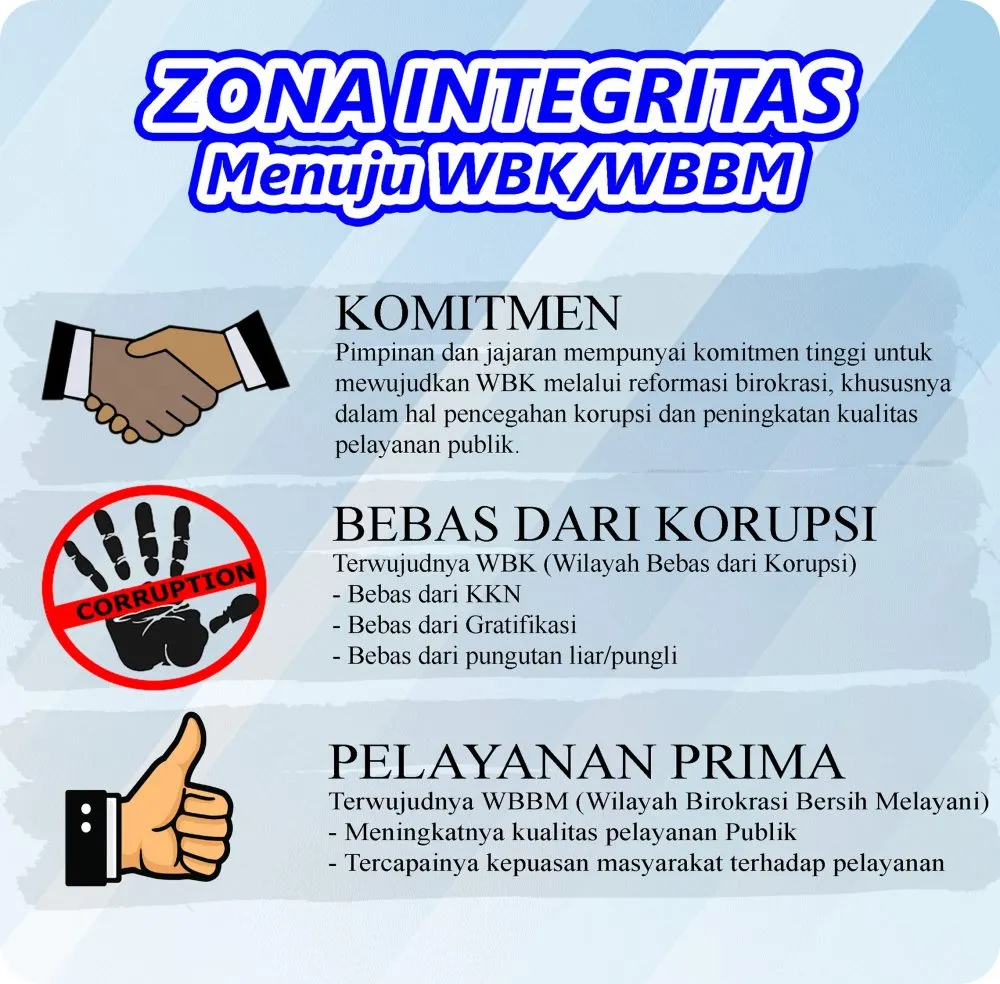 ZONA INTEGRITAS
Menuju WBK/WBBM
KOMITMEN
Pimpinan dan jajaran mempunyai komitmen tinggi untuk
mewujudkan WBK melalui reformasi birokrasi, khususnya
dalam hal pencegahan korupsi dan peningkatan kualitas
pelayanan publik.
CORRUPTION
BEBAS DARI KORUPSI
Terwujudnya WBK (Wilayah Bebas dari Korupsi)
- Bebas dari KKN
- Bebas dari Gratifikasi
- Bebas dari pungutan liar/pungli
PELAYANAN PRIMA
Terwujudnya WBBM (Wilayah Birokrasi Bersih Melayani)
- Meningkatnya kualitas pelayanan Publik
- Tercapainya kepuasan masyarakat terhadap pelayanan